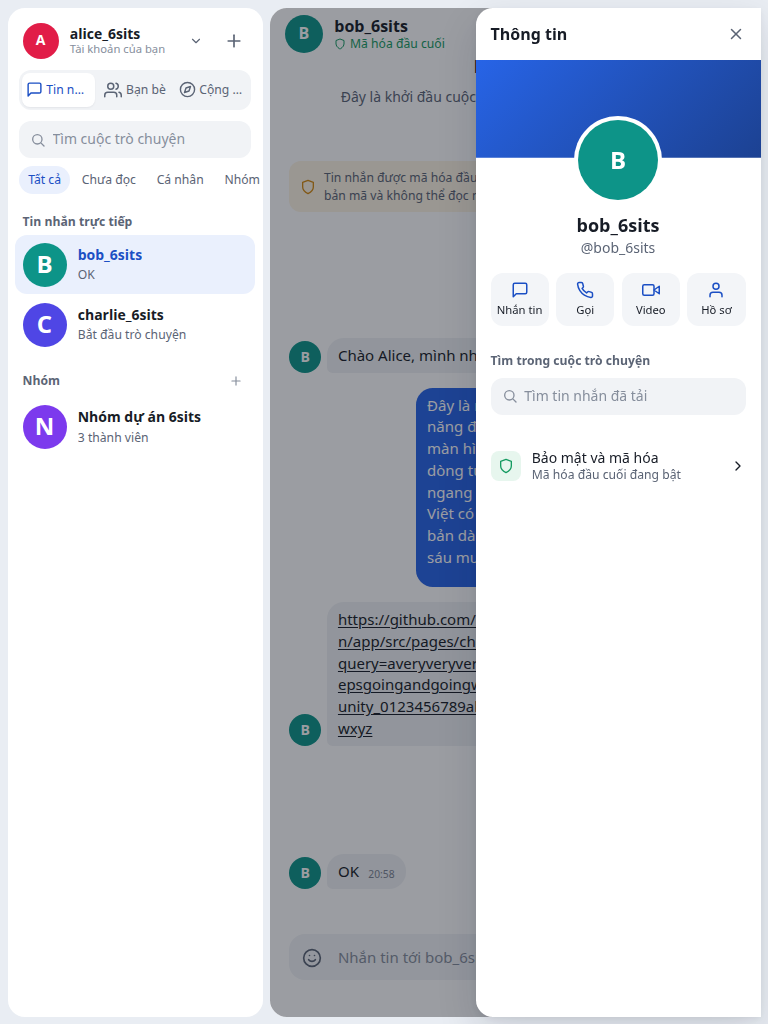 A
alice_6sits
Tài khoản của bạn
Tin n...
Bạn bè
Cộng ...
Tìm cuộc trò chuyện
Tất cả
Chưa đọc
Cá nhân
Nhóm
Tin nhắn trực tiếp
B
bob_6sits
OK
C
charlie_6sits
Bắt đầu trò chuyện
Nhóm
N
Nhóm dự án 6sits
3 thành viên
B
bob_6sits
Mã hóa đầu cuối
Đây là khởi đầu cuộc
Tin nhắn được mã hóa đầu
bản mã và không thể đọc
B
Chào Alice, mình
Đây là
năng
màn
dòng
ngang
Việt có
bản
sáu
https://github.com/
n/app/src/pages/ch
query=averyveryver
epsgoingandgoingw
unity_0123456789a
wxyz
B
B
OK 20:58
Nhắn tin tới bob_6s
Thông tin
B
bob_6sits
@bob_6sits
Nhắn tin
Gọi
Video
Hồ sơ
Tìm trong cuộc trò chuyện
Tìm tin nhắn đã tải
Bảo mật và mã hóa
Mã hóa đầu cuối đang bật